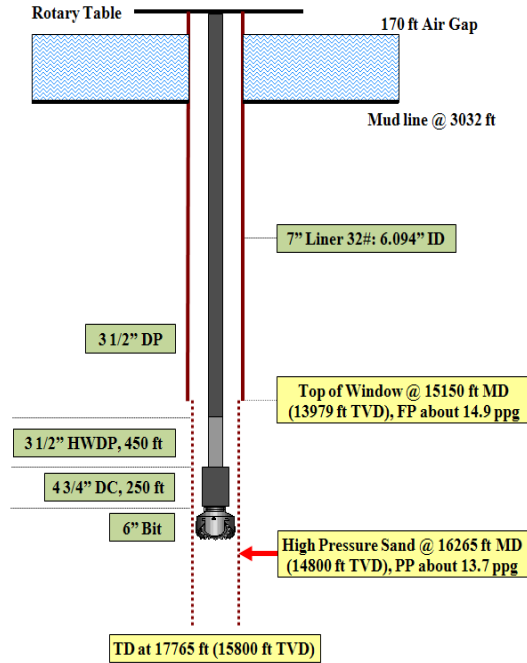 Rotary Table
170 ft Air Gap
Mud line @ 3032 ft
7” Liner 32#: 6.094” ID
3 1/2” DP
Top of Window @ 15150 ft MD
(13979 ft TVD), FP about 14.9 ppg
3 1/2” HWDP, 450 ft
4 3/4” DC, 250 ft
6” Bit
High Pressure Sand @ 16265 ft MD
(14800 ft TVD), PP about 13.7 ppg
TD at 17765 ft (15800 ft TVD)